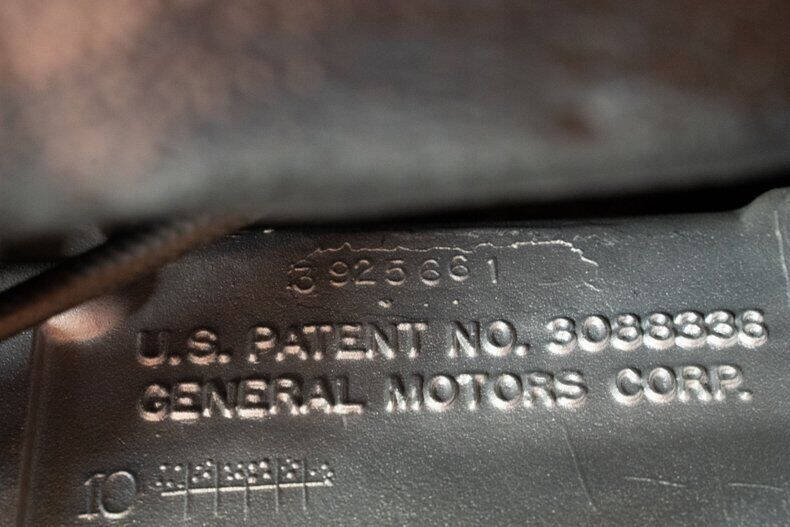 3925661
U.S. PATENT NO. 3088336
GENERAL MOTORS CORP.
10